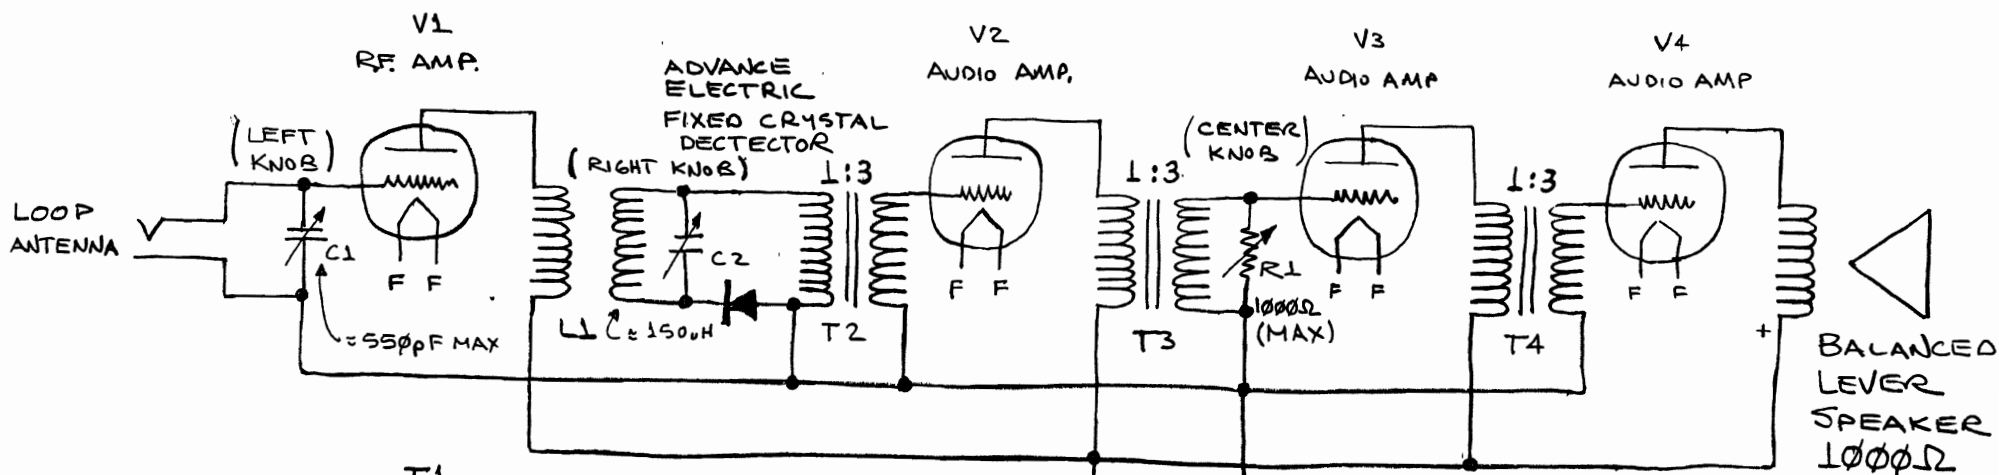 V1
R.F. AMP.
(LEFT
KNOB)
LOOP
ANTENNA
C1
F F
≈550pF MAX
ADVANCE
ELECTRIC
FIXED CRYSTAL
DECTECTOR
(RIGHT KNOB)
C2
L1
≈150uH
1:3
T2
V2
AUDIO AMP.
F F
1:3
T3
(CENTER
KNOB)
R1
1000Ω
(MAX)
V3
AUDIO AMP
F F
1:3
T4
V4
AUDIO AMP
F F
+
BALANCED
LEVER
SPEAKER
1000Ω
T1